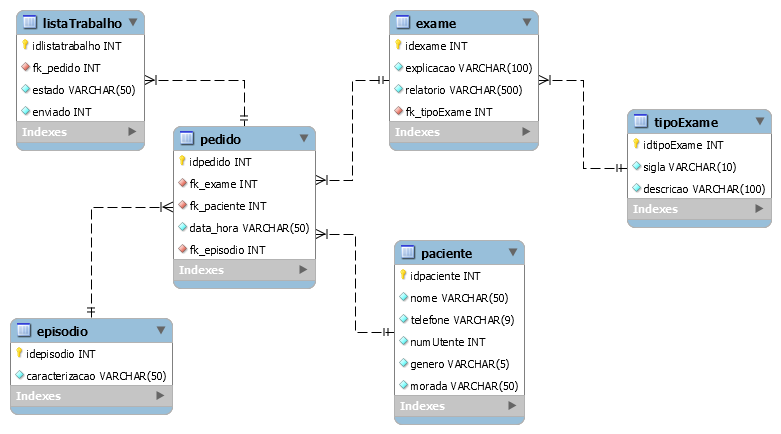 listaTrabalho
idlistatrabalho INT
fk_pedido INT
estado VARCHAR(50)
enviado INT
Indexes
exame
idexame INT
explicacao VARCHAR(100)
relatorio VARCHAR(500)
fk_tipoExame INT
Indexes
tipoExame
idtipoExame INT
sigla VARCHAR(10)
descricao VARCHAR(100)
Indexes
pedido
idpedido INT
fk_exame INT
fk_paciente INT
data_hora VARCHAR(50)
fk_episodio INT
Indexes
paciente
idpaciente INT
nome VARCHAR(50)
telefone VARCHAR(9)
numUtente INT
genero VARCHAR(5)
morada VARCHAR(50)
Indexes
episodio
idepisodio INT
caracterizacao VARCHAR(50)
Indexes